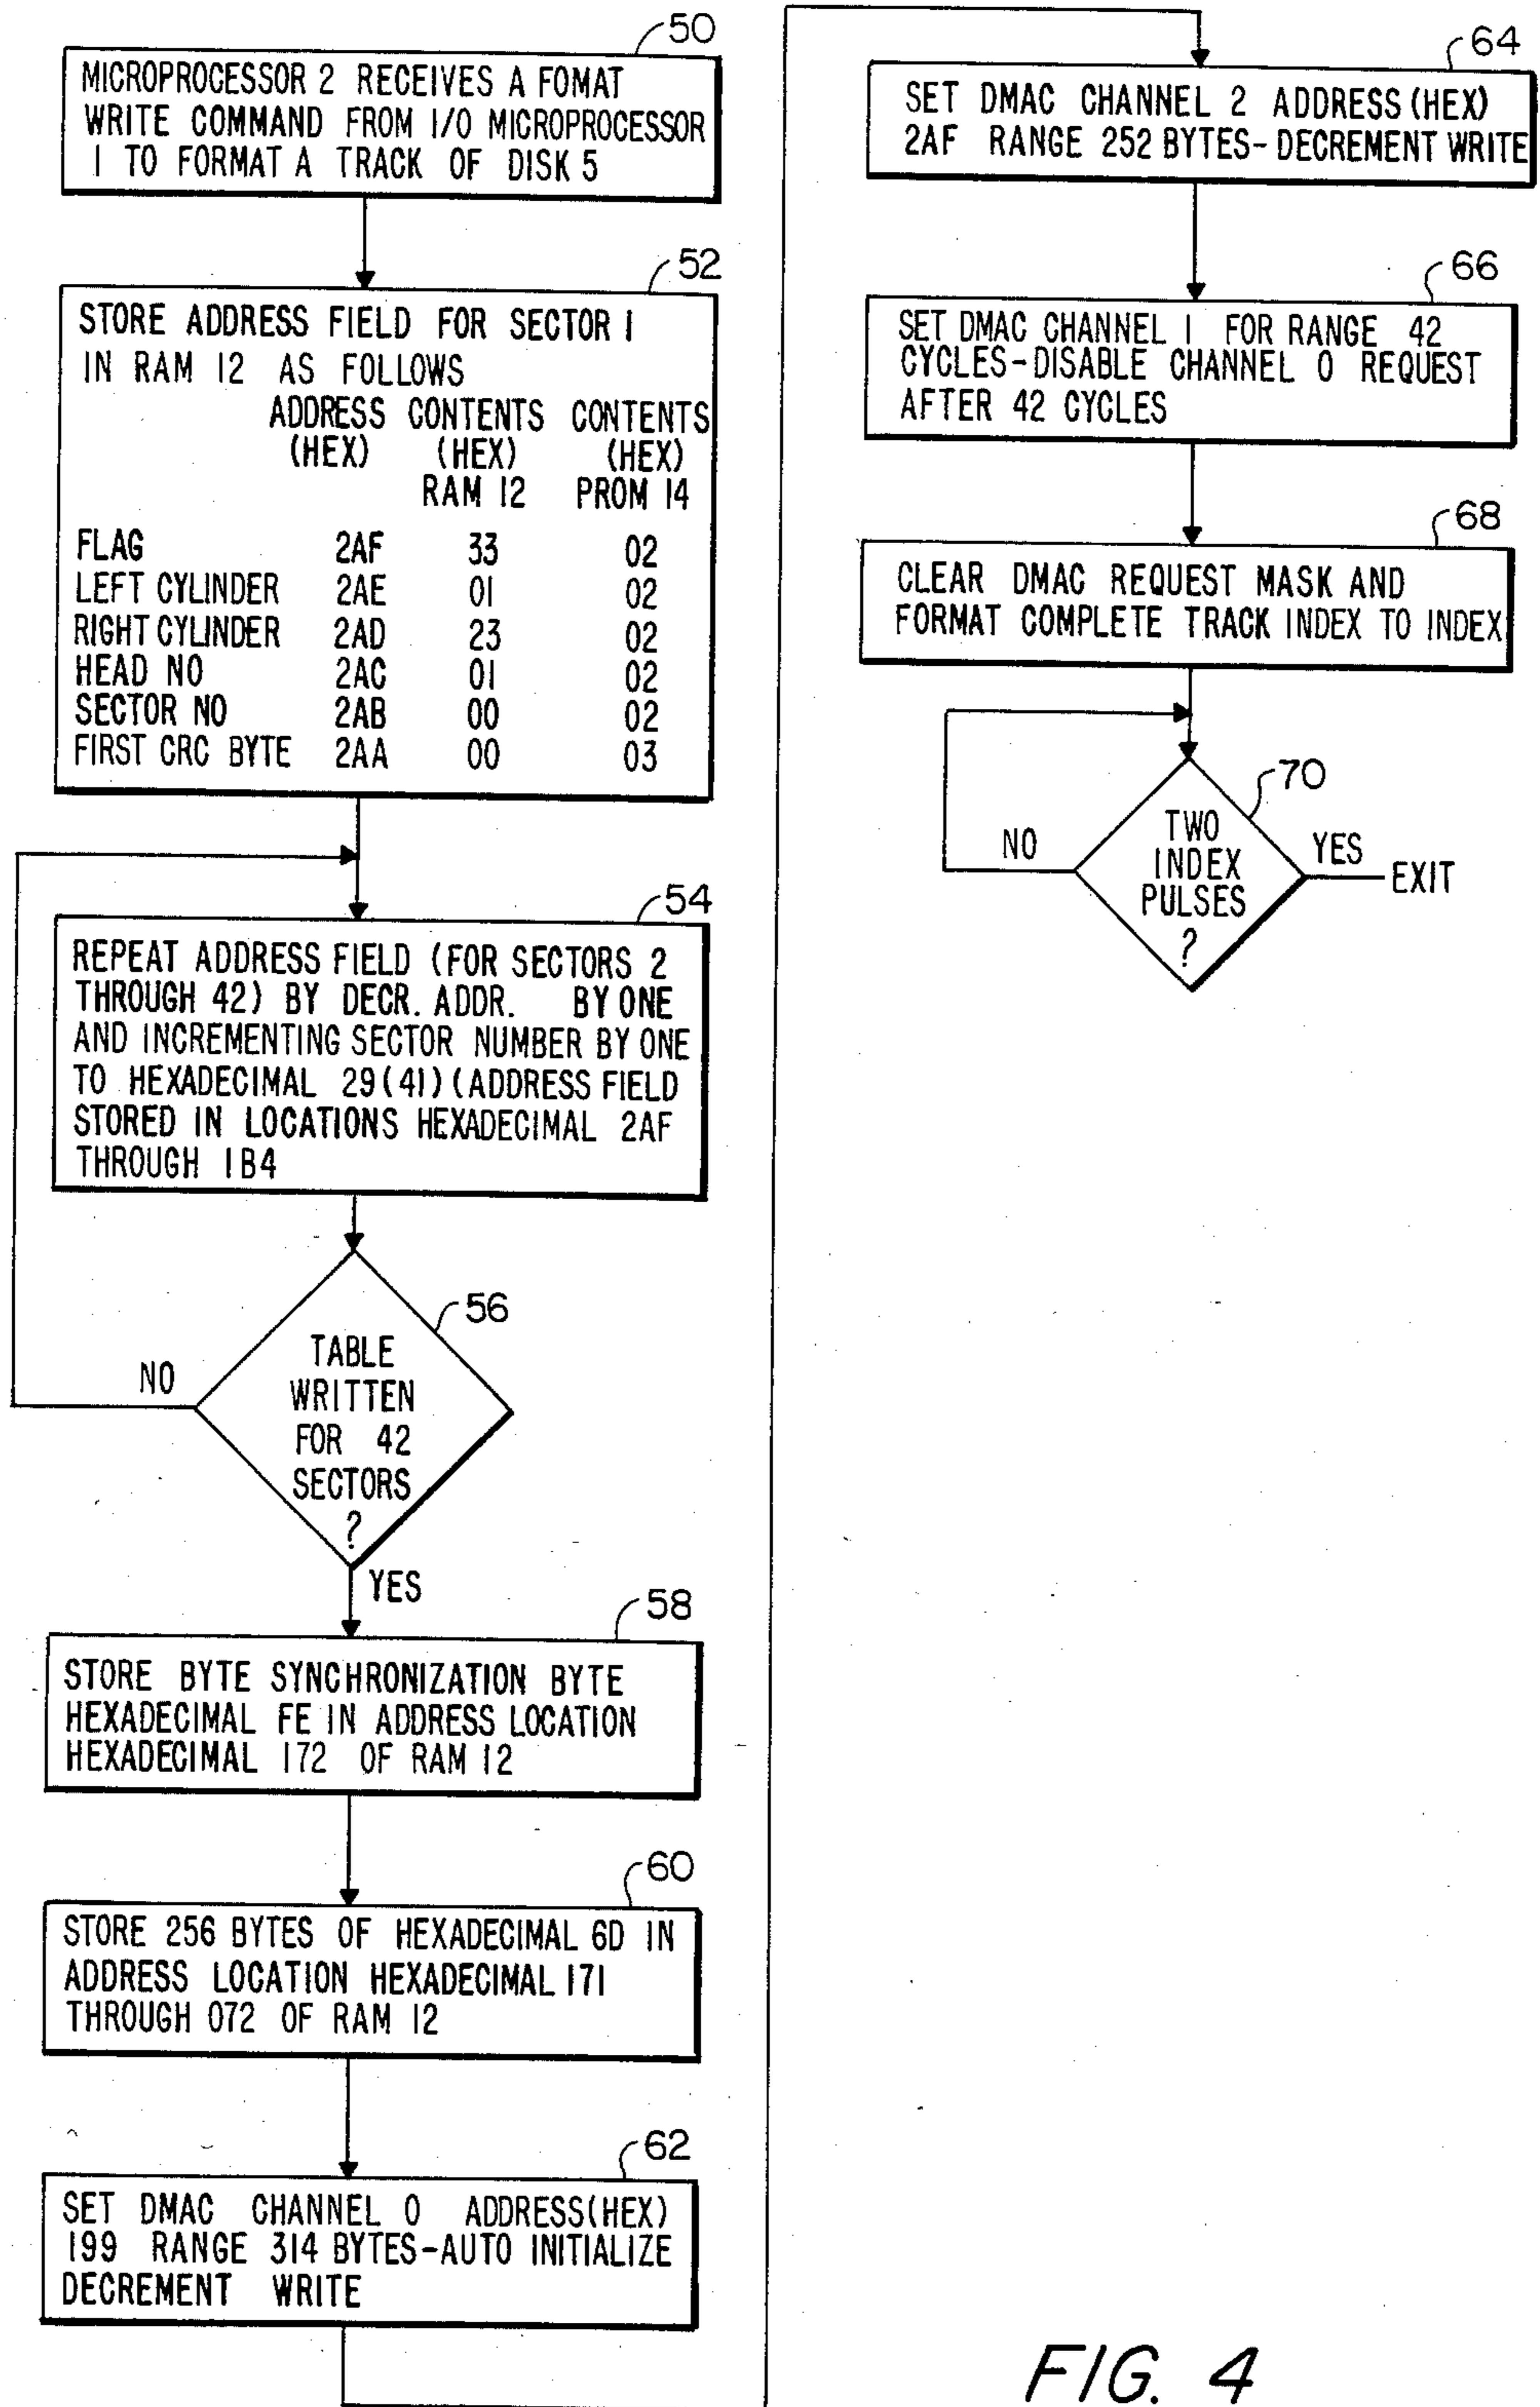 50
MICROPROCESSOR 2 RECEIVES A FOMAT
WRITE COMMAND FROM I/O MICROPROCESSOR
1 TO FORMAT A TRACK OF DISK 5
52
STORE ADDRESS FIELD FOR SECTOR 1
IN RAM 12 AS FOLLOWS
ADDRESS CONTENTS CONTENTS
(HEX) (HEX) (HEX)
RAM 12 PROM 14
FLAG 2AF 33 02
LEFT CYLINDER 2AE 01 02
RIGHT CYLINDER 2AD 23 02
HEAD NO 2AC 01 02
SECTOR NO 2AB 00 02
FIRST CRC BYTE 2AA 00 03
54
REPEAT ADDRESS FIELD (FOR SECTORS 2
THROUGH 42) BY DECR. ADDR. BY ONE
AND INCREMENTING SECTOR NUMBER BY ONE
TO HEXADECIMAL 29(41)(ADDRESS FIELD
STORED IN LOCATIONS HEXADECIMAL 2AF
THROUGH 1B4
56
TABLE
WRITTEN
FOR 42
SECTORS
?
NO
YES
58
STORE BYTE SYNCHRONIZATION BYTE
HEXADECIMAL FE IN ADDRESS LOCATION
HEXADECIMAL 172 OF RAM 12
60
STORE 256 BYTES OF HEXADECIMAL 6D IN
ADDRESS LOCATION HEXADECIMAL 171
THROUGH 072 OF RAM 12
62
SET DMAC CHANNEL 0 ADDRESS(HEX)
199 RANGE 314 BYTES-AUTO INITIALIZE
DECREMENT WRITE
64
SET DMAC CHANNEL 2 ADDRESS (HEX)
2AF RANGE 252 BYTES-DECREMENT WRITE
66
SET DMAC CHANNEL 1 FOR RANGE 42
CYCLES-DISABLE CHANNEL 0 REQUEST
AFTER 42 CYCLES
68
CLEAR DMAC REQUEST MASK AND
FORMAT COMPLETE TRACK INDEX TO INDEX
70
TWO
INDEX
PULSES
?
NO
YES
EXIT
FIG. 4